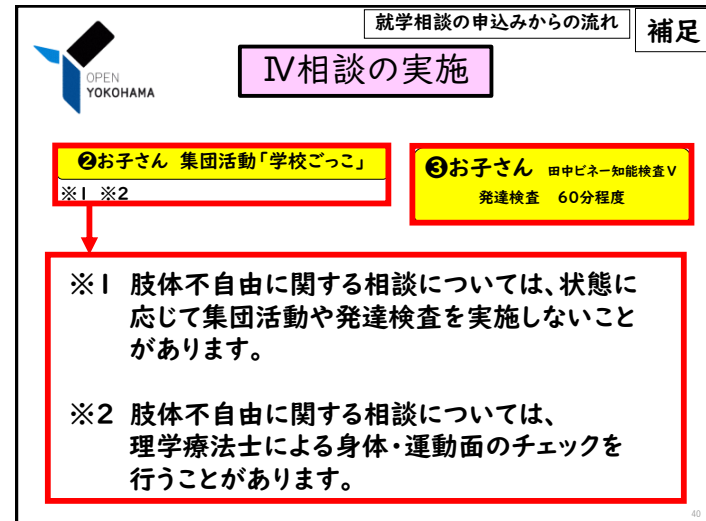 就学相談の申込みからの流れ
補足
OPEN
YOKOHAMA
Ⅳ相談の実施
❷お子さん 集団活動「学校ごっこ」
※1 ※2
❸お子さん 田中ビネー知能検査Ⅴ
発達検査 60分程度
※1 肢体不自由に関する相談については、状態に
応じて集団活動や発達検査を実施しないこと
があります。
※2 肢体不自由に関する相談については、
理学療法士による身体・運動面のチェックを
行うことがあります。
40